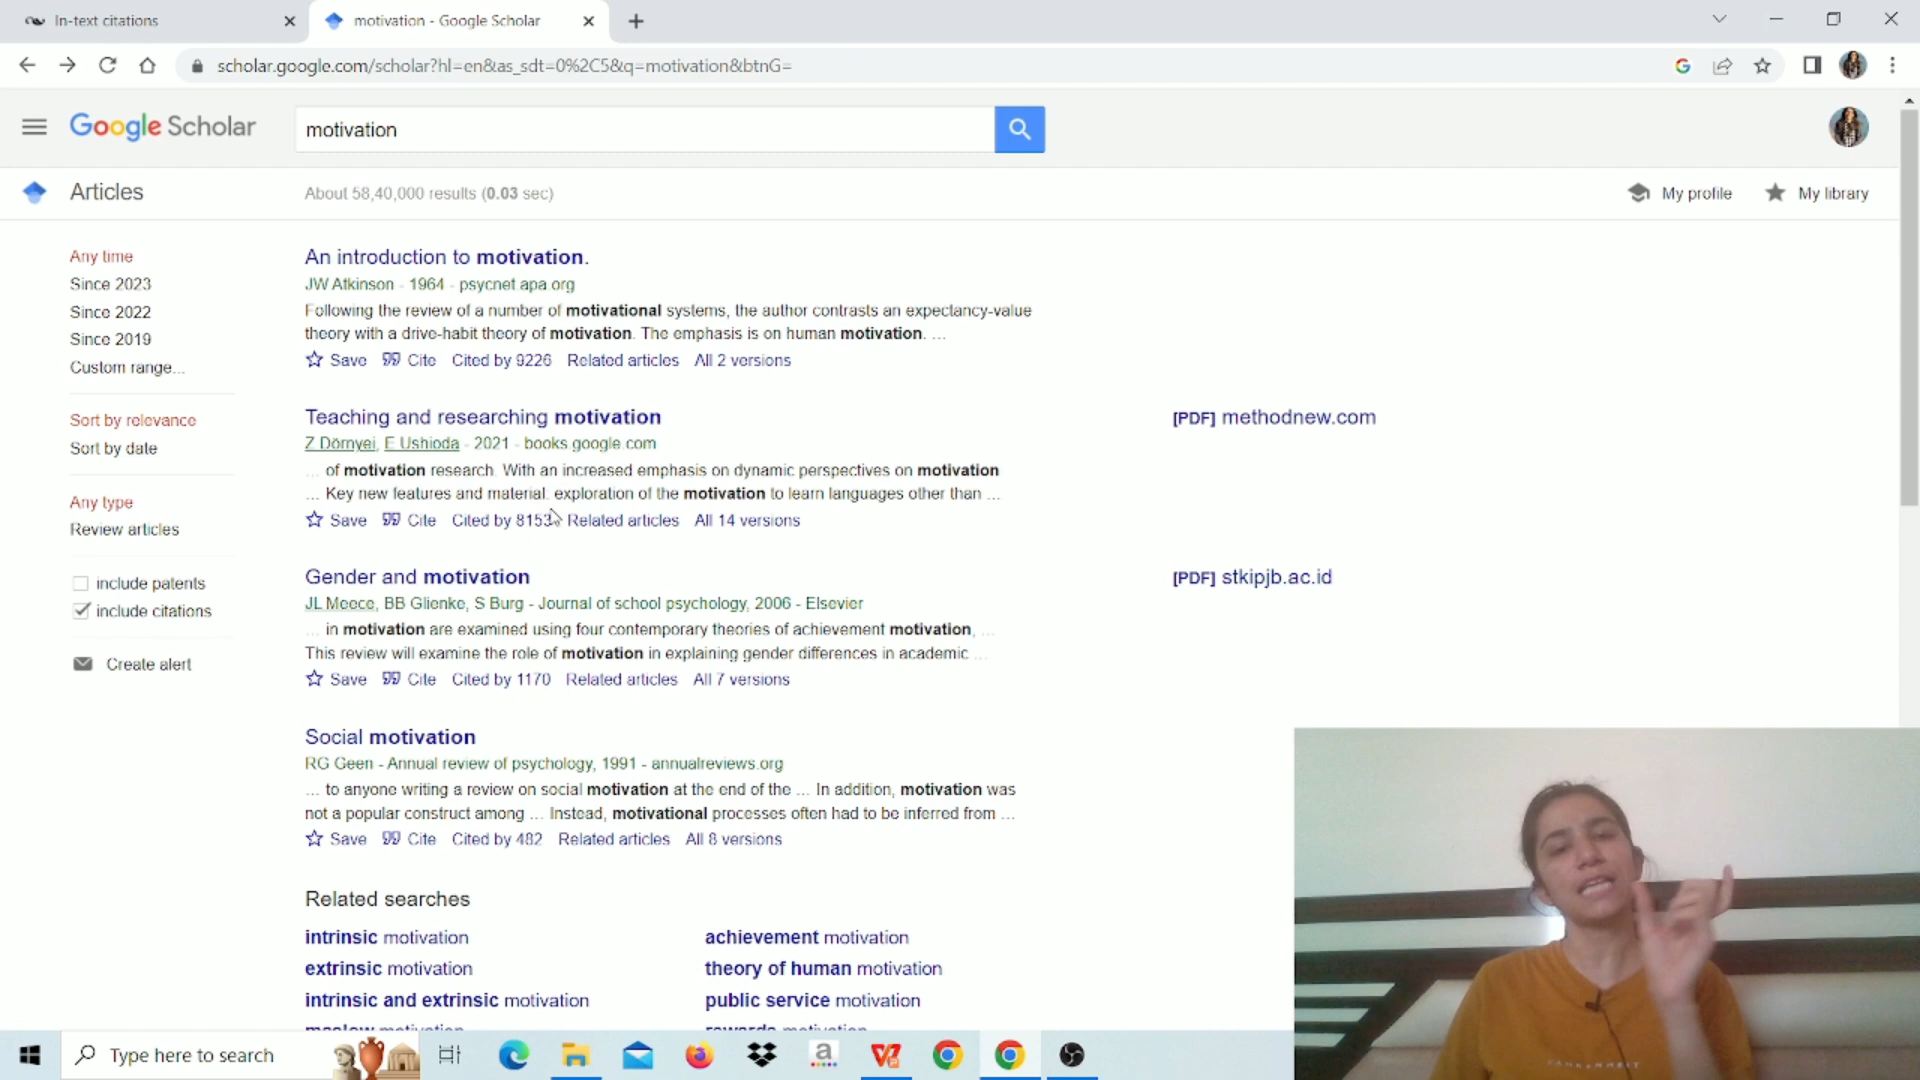 In-text citations
motivation - Google Scholar
scholar.google.com/scholar?hl=en&as_sdt=0%2C5&q=motivation&btnG=
Google Scholar
motivation
Articles
About 58,40,000 results (0.03 sec)
My profile
My library
Any time
Since 2023
Since 2022
Since 2019
Custom range...
Sort by relevance
Sort by date
Any type
Review articles
include patents
include citations
Create alert
An introduction to motivation.
JW Atkinson - 1964 - psycnet apa org
Following the review of a number of motivational systems, the author contrasts an expectancy-value
theory with a drive-habit theory of motivation. The emphasis is on human motivation. ...
Save Cite Cited by 9226 Related articles All 2 versions
Teaching and researching motivation
[PDF] methodnew.com
Z Dörnyei, E Ushioda - 2021 - books.google.com
... of motivation research. With an increased emphasis on dynamic perspectives on motivation
... Key new features and material: exploration of the motivation to learn languages other than ...
Save Cite Cited by 8153 Related articles All 14 versions
Gender and motivation
[PDF] stkipjb.ac.id
JL Meece, BB Glienke, S Burg - Journal of school psychology, 2006 - Elsevier
... in motivation are examined using four contemporary theories of achievement motivation, ...
This review will examine the role of motivation in explaining gender differences in academic ...
Save Cite Cited by 1170 Related articles All 7 versions
Social motivation
RG Geen - Annual review of psychology, 1991 - annualreviews.org
... to anyone writing a review on social motivation at the end of the ... In addition, motivation was
not a popular construct among ... Instead, motivational processes often had to be inferred from ...
Save Cite Cited by 482 Related articles All 8 versions
Related searches
intrinsic motivation
achievement motivation
extrinsic motivation
theory of human motivation
intrinsic and extrinsic motivation
public service motivation
maslow motivation
rewards motivation
Type here to search